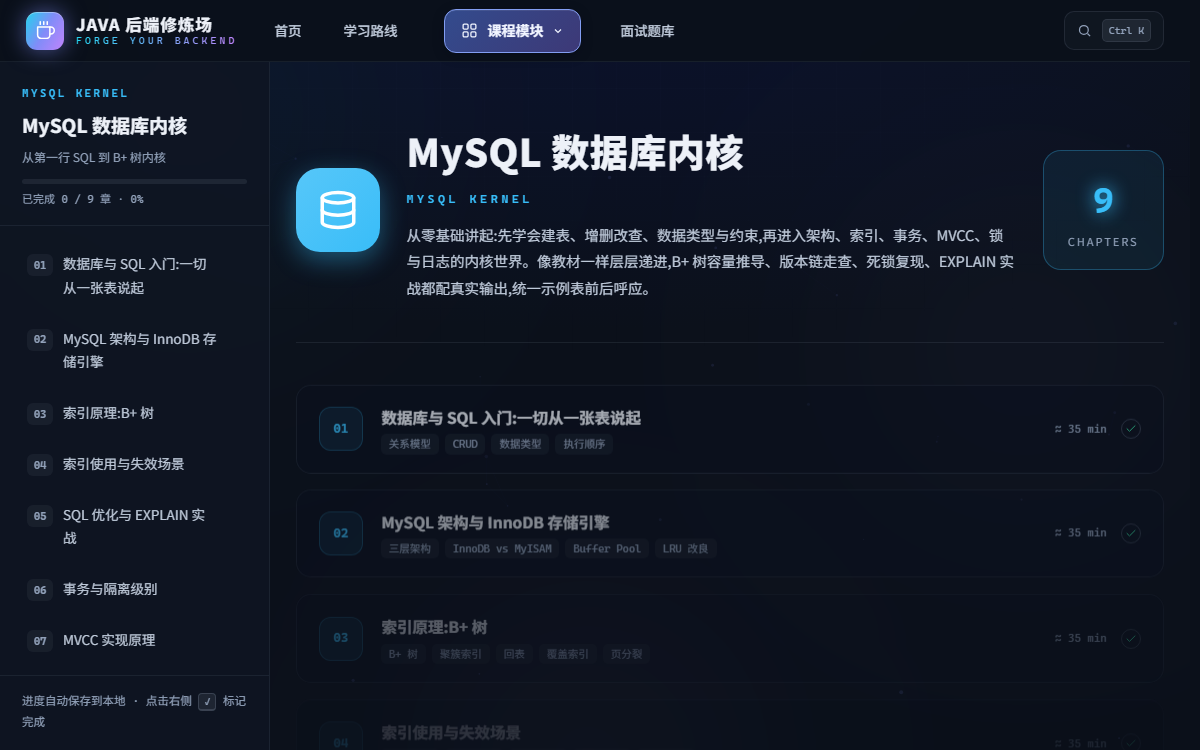 JAVA 后端修炼场
FORGE YOUR BACKEND
首页
学习路线
课程模块
面试题库
Ctrl K
MYSQL KERNEL
MySQL 数据库内核
从第一行 SQL 到 B+ 树内核
已完成 0 / 9 章 · 0%
01 数据库与 SQL 入门:一切
从一张表说起
02 MySQL 架构与 InnoDB 存
储引擎
03 索引原理:B+ 树
04 索引使用与失效场景
05 SQL 优化与 EXPLAIN 实
战
06 事务与隔离级别
07 MVCC 实现原理
进度自动保存到本地 · 点击右侧 ✓ 标记
完成
MySQL 数据库内核
MYSQL KERNEL
从零基础讲起:先学会建表、增删改查、数据类型与约束,再进入架构、索引、事务、MVCC、锁
与日志的内核世界。像教材一样层层递进,B+ 树容量推导、版本链走查、死锁复现、EXPLAIN 实
战都配真实输出,统一示例表前后呼应。
9
CHAPTERS
01
数据库与 SQL 入门:一切从一张表说起
关系模型 CRUD 数据类型 执行顺序
≈ 35 min
02
MySQL 架构与 InnoDB 存储引擎
三层架构 InnoDB vs MyISAM Buffer Pool LRU 改良
≈ 35 min
03
索引原理:B+ 树
B+ 树 聚簇索引 回表 覆盖索引 页分裂
≈ 35 min
04
索引使用与失效场景
≈ 35 min